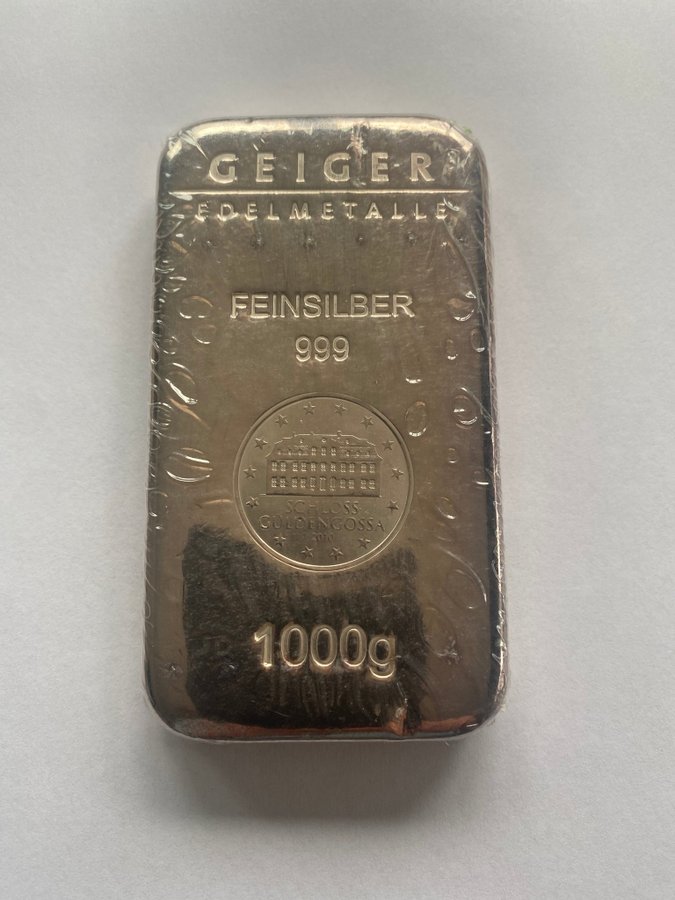 GEIGER
EDELMETALLE
FEINSILBER
999
SCHLOSS
GÜLDENGOSSA
1000g